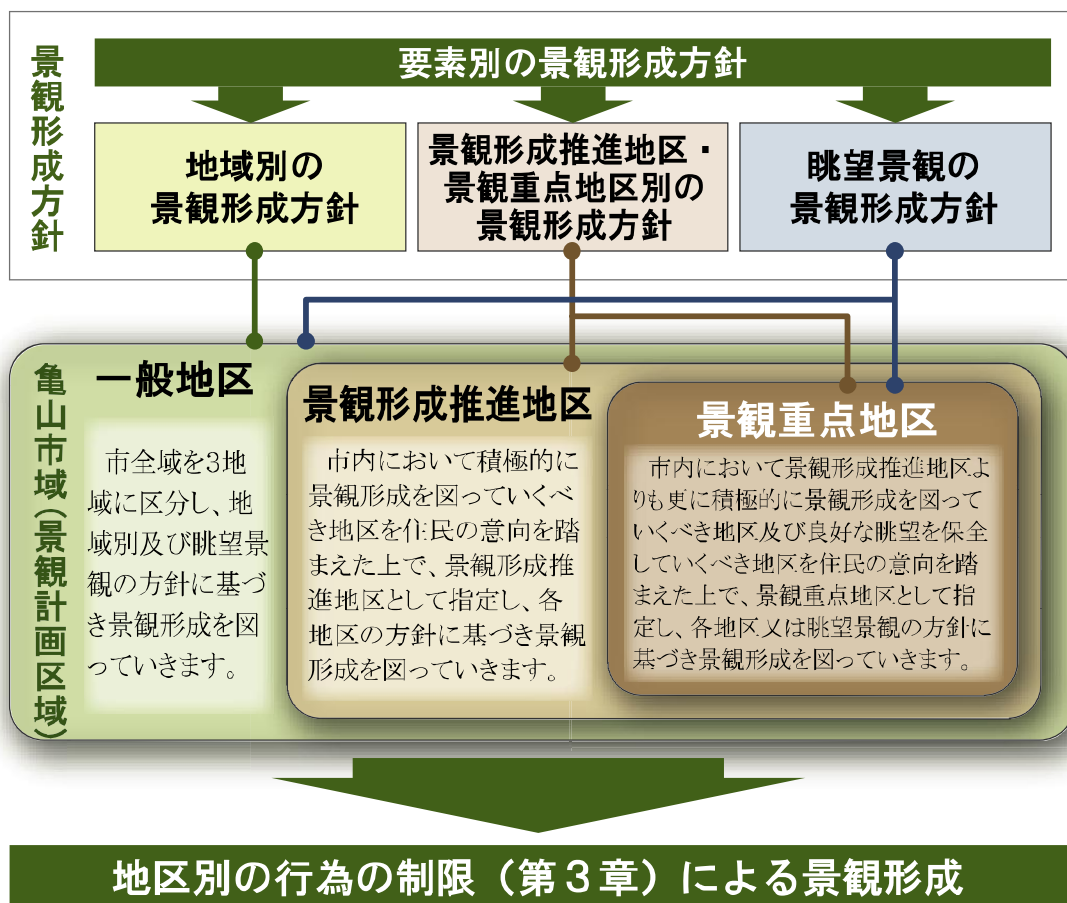 景観形成方針
要素別の景観形成方針
地域別の
景観形成方針
景観形成推進地区・
景観重点地区別の
景観形成方針
眺望景観の
景観形成方針
亀山市域(景観計画区域)
一般地区
市全域を3地
域に区分し、地
域別及び眺望景
観の方針に基づ
き景観形成を図
っていきます。
景観形成推進地区
市内において積極的に
景観形成を図っていくべ
き地区を住民の意向を踏
まえた上で、景観形成推
進地区として指定し、各
地区の方針に基づき景観
形成を図っていきます。
景観重点地区
市内において景観形成推進地区よ
りも更に積極的に景観形成を図って
いくべき地区及び良好な眺望を保全
していくべき地区を住民の意向を踏
まえた上で、景観重点地区として指
定し、各地区又は眺望景観の方針に
基づき景観形成を図っていきます。
地区別の行為の制限（第３章）による景観形成